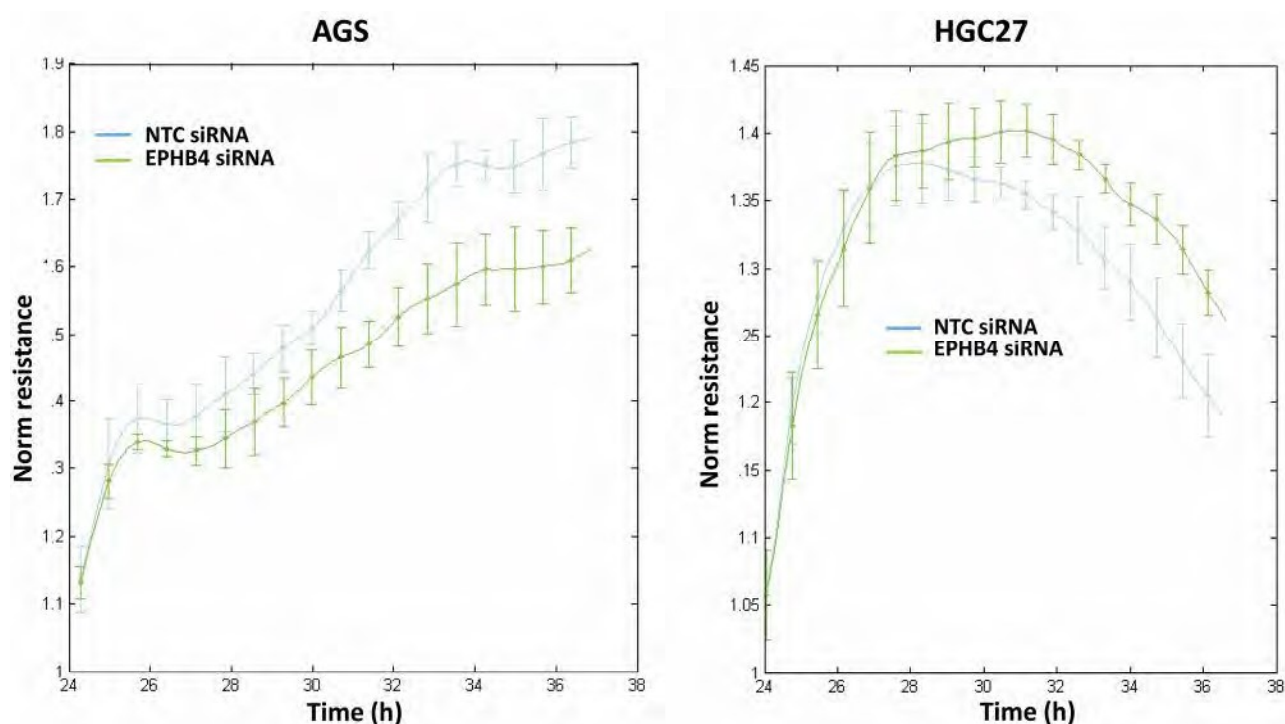 AGS
1.9
1.8
1.7
1.6
.5
.4
.3
1.2
1.1
1
24 26 28 30 32 34 36 38
Norm resistance
Time (h)
NTC siRNA
EPHB4 siRNA
HGC27
1.45
1.4
1.35
1.3
.25
1.2
.15
1.1
1.05
1
24 26 28 30 32 34 36 38
Norm resistance
Time (h)
NTC siRNA
EPHB4 siRNA